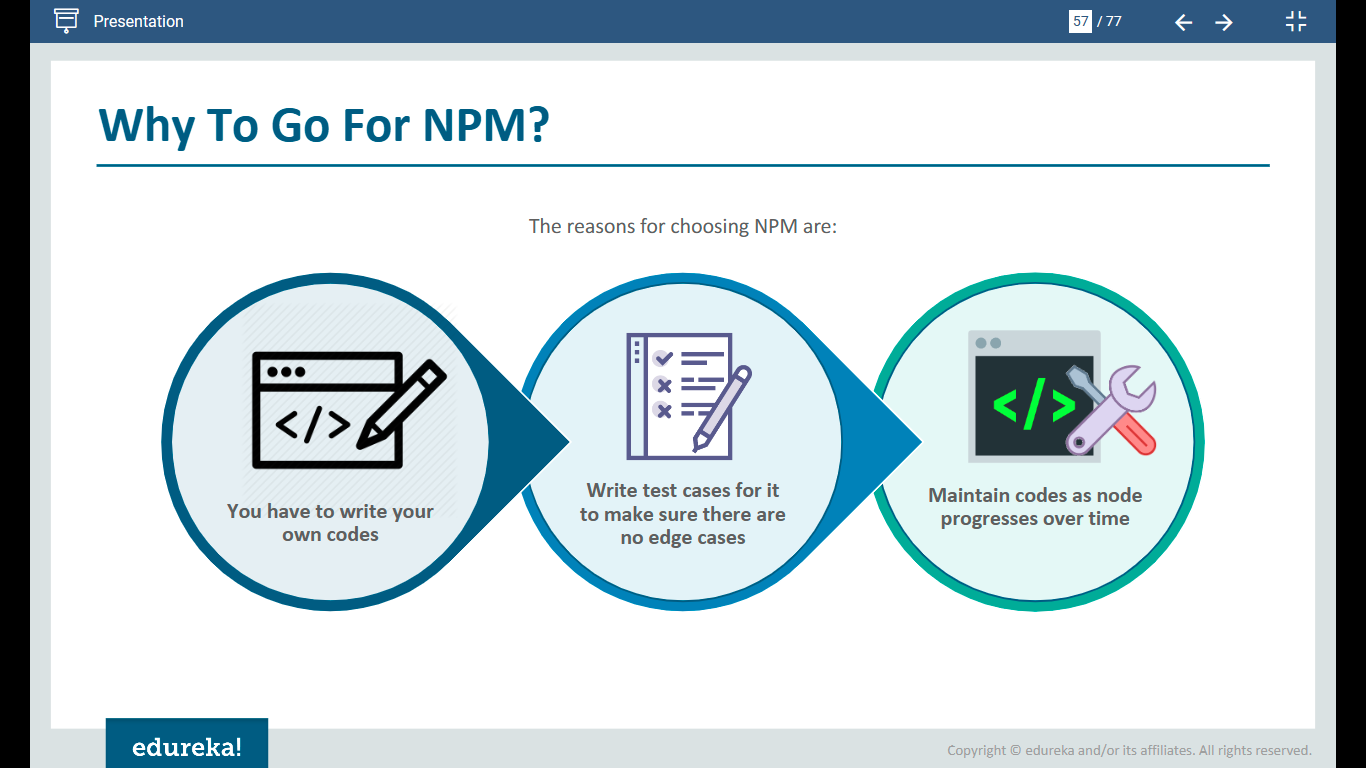 Presentation
57 / 77
Why To Go For NPM?
The reasons for choosing NPM are:
</>
You have to write your
own codes
Write test cases for it
to make sure there are
no edge cases
</>
Maintain codes as node
progresses over time
edureka!
Copyright © edureka and/or its affiliates. All rights reserved.